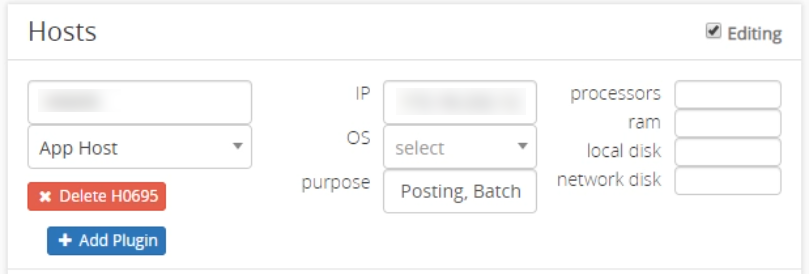 Hosts
Editing
App Host
Delete H0695
Add Plugin
IP
OS
select
purpose
Posting, Batch
processors
ram
local disk
network disk